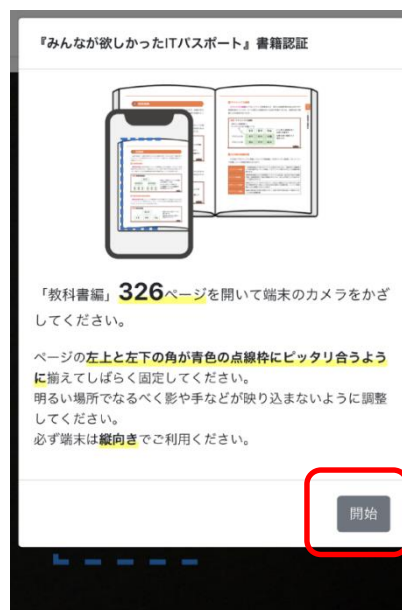 『みんなが欲しかったITパスポート』書籍認証
「教科書編」326ページを開いて端末のカメラをかざ
してください。
ページの左上と左下の角が青色の点線枠にピッタリ合うよう
に揃えてしばらく固定してください。
明るい場所でなるべく影や手などが映り込まないように調整
してください。
必ず端末は縦向きでご利用ください。
開始